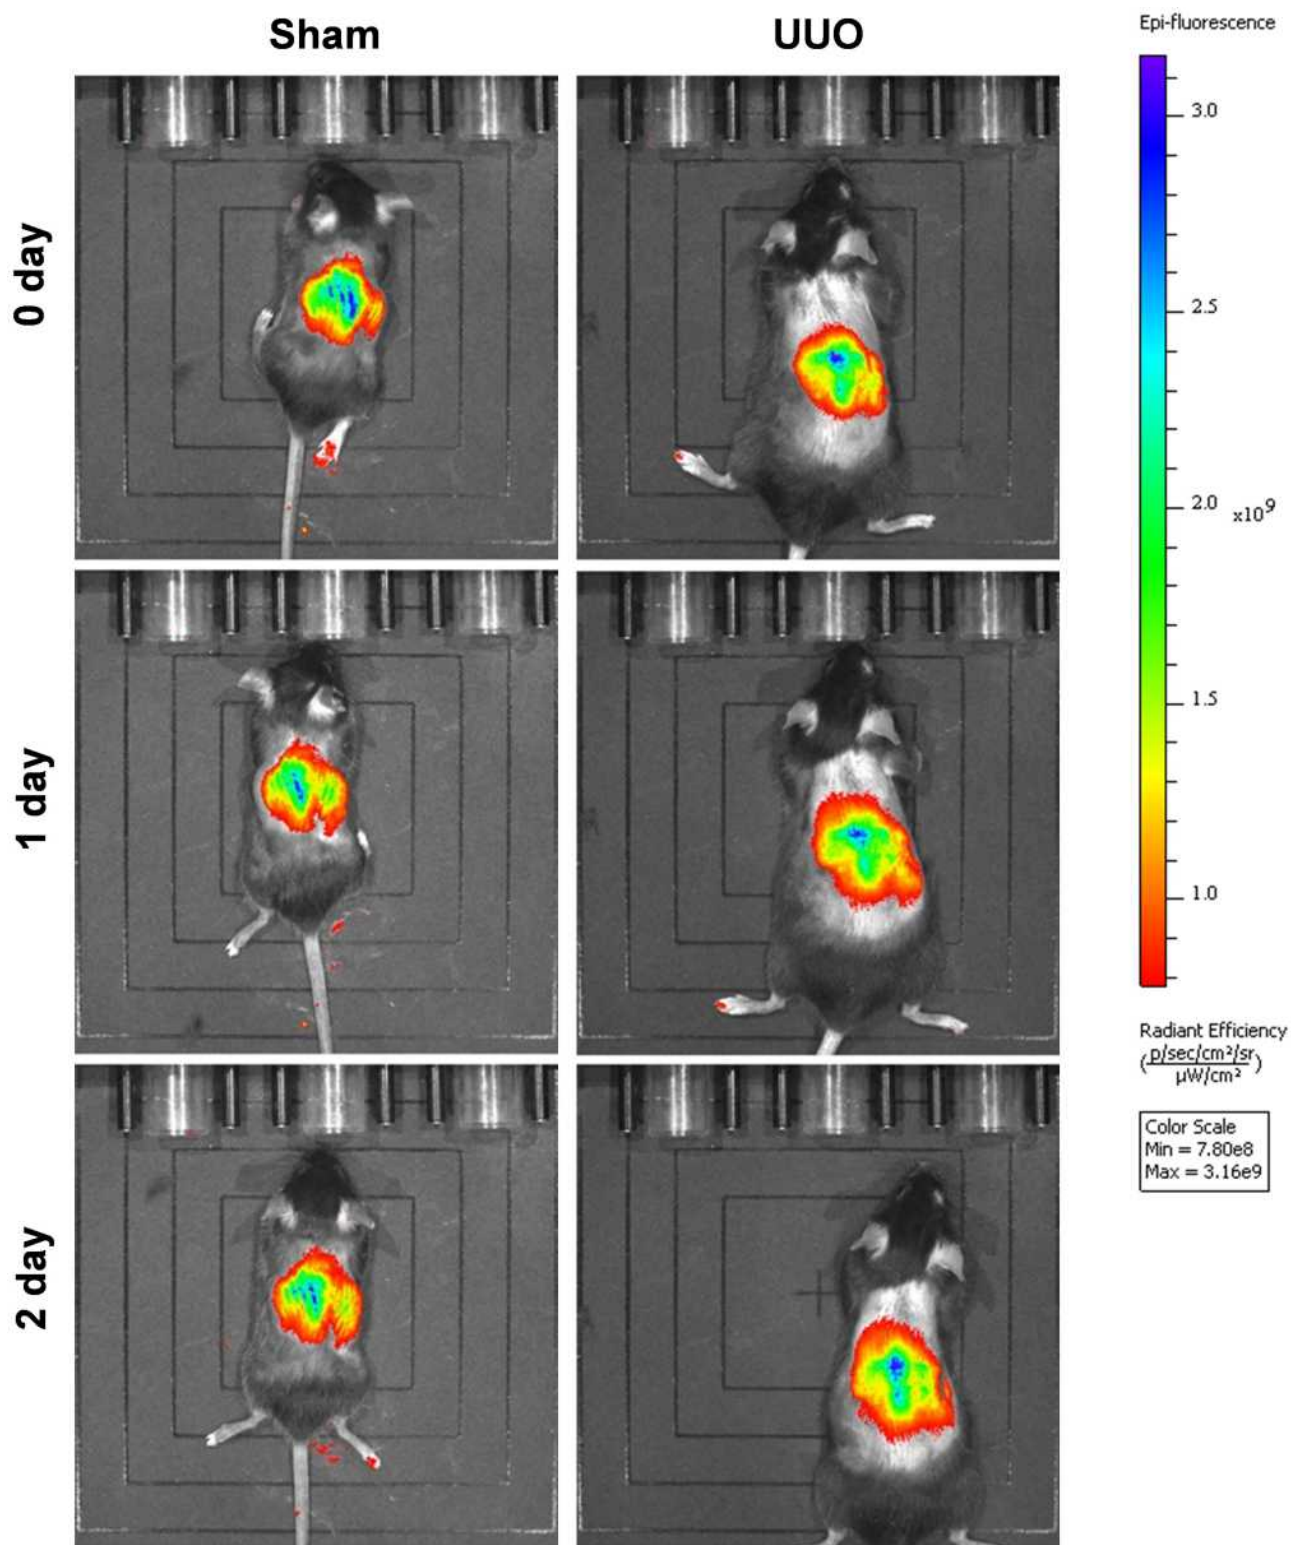 Sham
UUO
Epi-fluorescence
0 day
1 day
2 day
3.0
2.5
2.0
x10⁹
1.5
1.0
Radiant Efficiency
(p/sec/cm²/sr
µW/cm²)
Color Scale
Min = 7.80e8
Max = 3.16e9